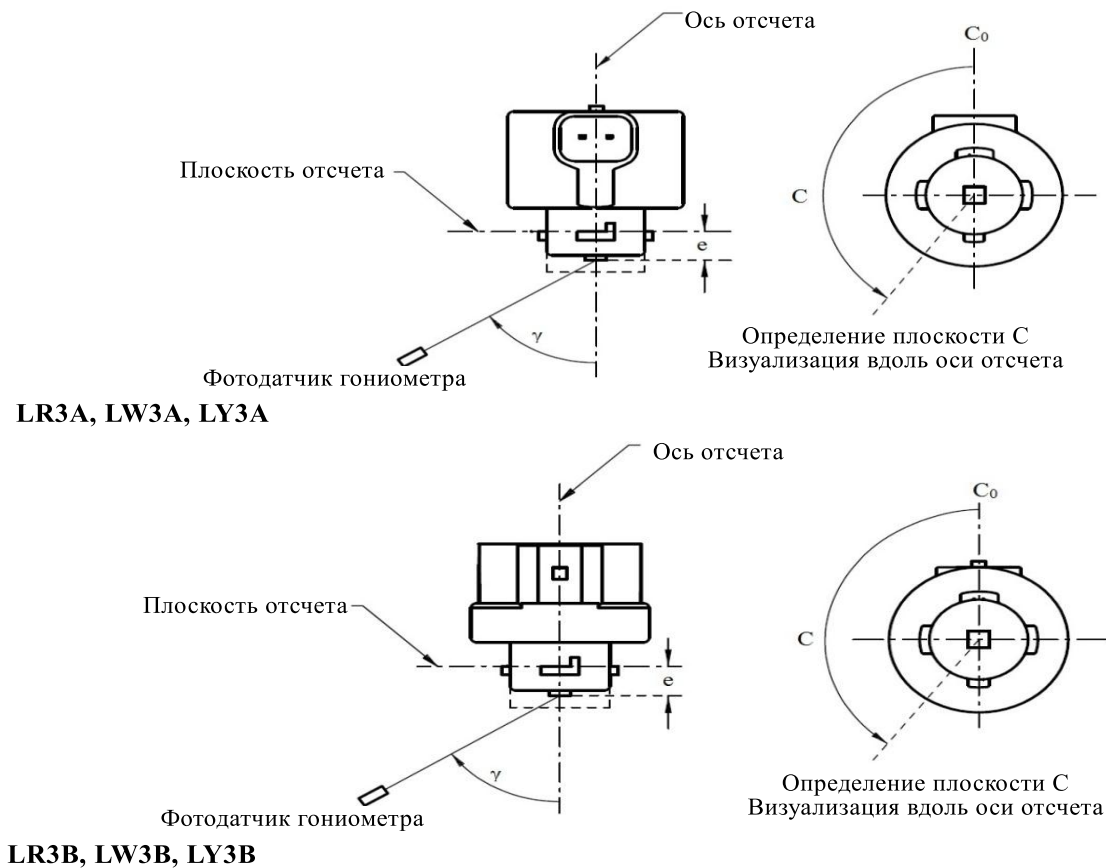 Ось отсчета
C₀
Плоскость отсчета
C
e
γ
Определение плоскости С
Визуализация вдоль оси отсчета
Фотодатчик гониометра
LR3A, LW3A, LY3A
Ось отсчета
C₀
Плоскость отсчета
C
e
γ
Определение плоскости С
Визуализация вдоль оси отсчета
Фотодатчик гониометра
LR3B, LW3B, LY3B